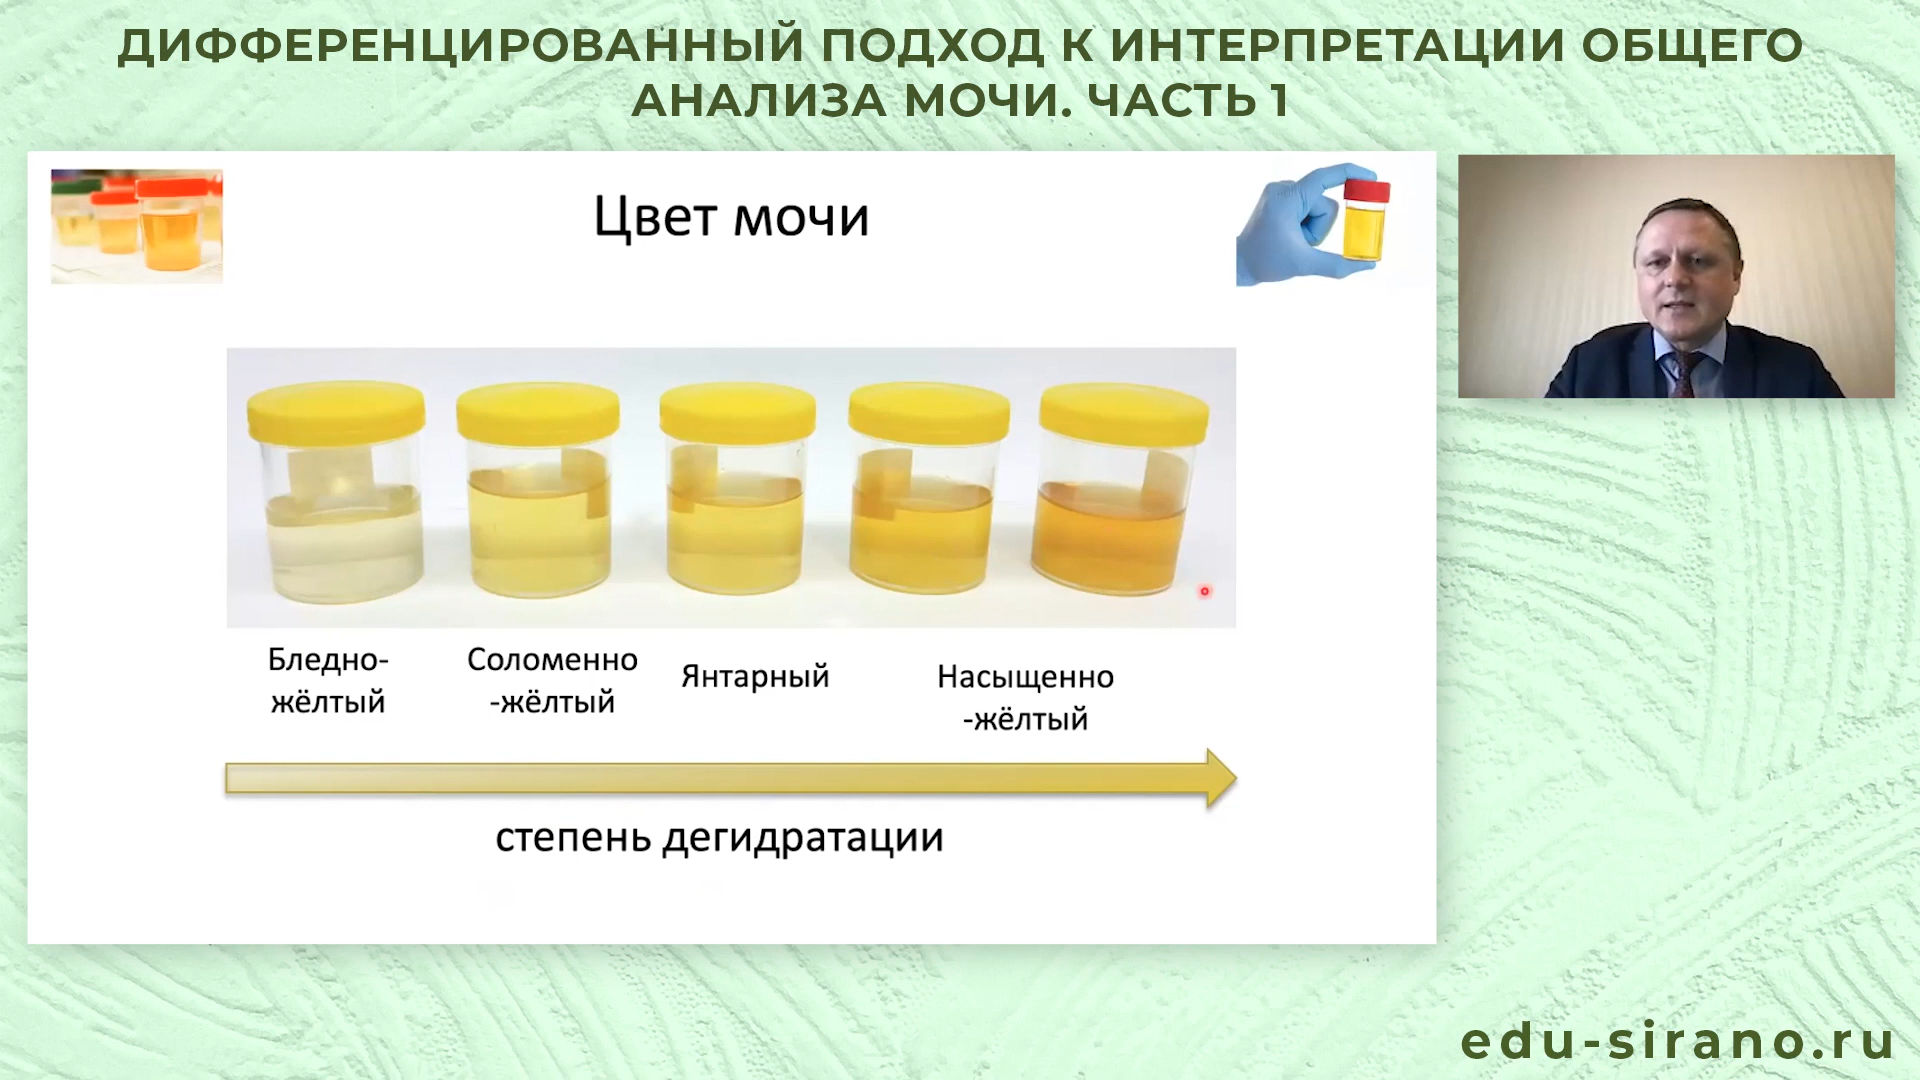 ДИФФЕРЕНЦИРОВАННЫЙ ПОДХОД К ИНТЕРПРЕТАЦИИ ОБЩЕГО
АНАЛИЗА МОЧИ. ЧАСТЬ 1
Цвет мочи
Бледно-
жёлтый
Соломенно
-жёлтый
Янтарный
Насыщенно
-жёлтый
степень дегидратации
edu-sirano.ru